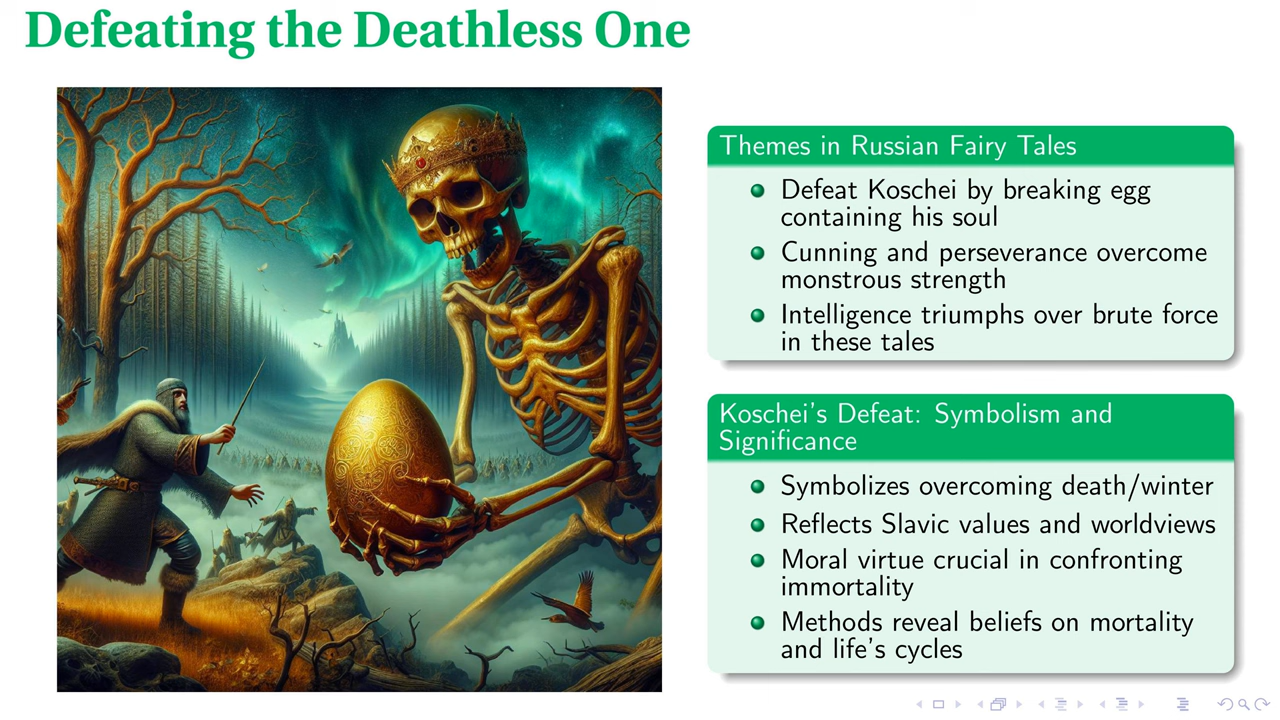 Defeating the Deathless One
Themes in Russian Fairy Tales
Defeat Koschei by breaking egg
containing his soul
Cunning and perseverance overcome
monstrous strength
Intelligence triumphs over brute force
in these tales
Koschei's Defeat: Symbolism and
Significance
Symbolizes overcoming death/winter
Reflects Slavic values and worldviews
Moral virtue crucial in confronting
immortality
Methods reveal beliefs on mortality
and life's cycles